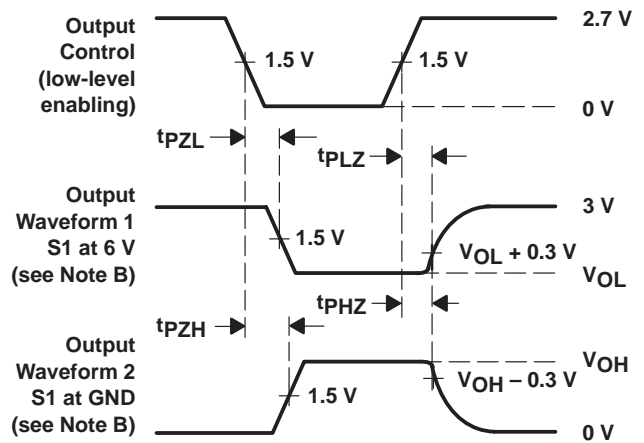 Output
Control
(low-level
enabling)
2.7 V
1.5 V
1.5 V
0 V
tPZL
tPLZ
Output
Waveform 1
S1 at 6 V
(see Note B)
3 V
1.5 V
VOL + 0.3 V
VOL
tPZH
tPHZ
Output
Waveform 2
S1 at GND
(see Note B)
VOH
VOH − 0.3 V
1.5 V
0 V